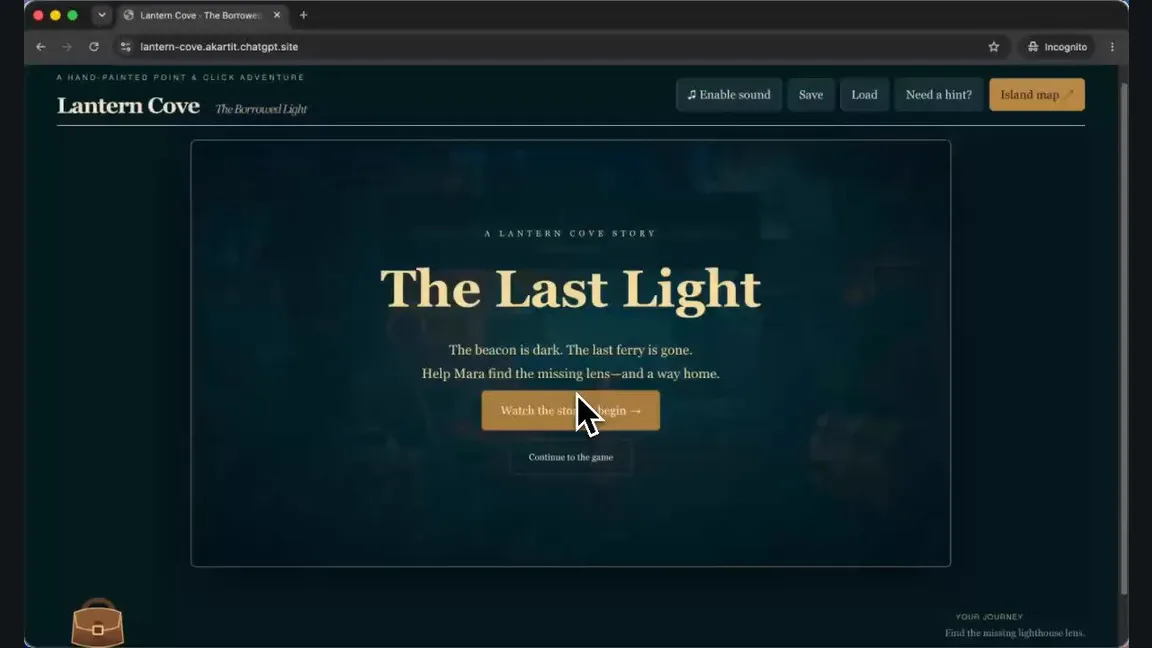 Lantern Cove · The Borrowe
lantern-cove.akartit.chatgpt.site
Incognito
A HAND-PAINTED POINT & CLICK ADVENTURE
Lantern Cove The Borrowed Light
♫ Enable sound Save Load Need a hint? Island map ⤢
A LANTERN COVE STORY
The Last Light
The beacon is dark. The last ferry is gone.
Help Mara find the missing lens—and a way home.
Watch the sto begin →
Continue to the game
YOUR JOURNEY
Find the missing lighthouse lens.